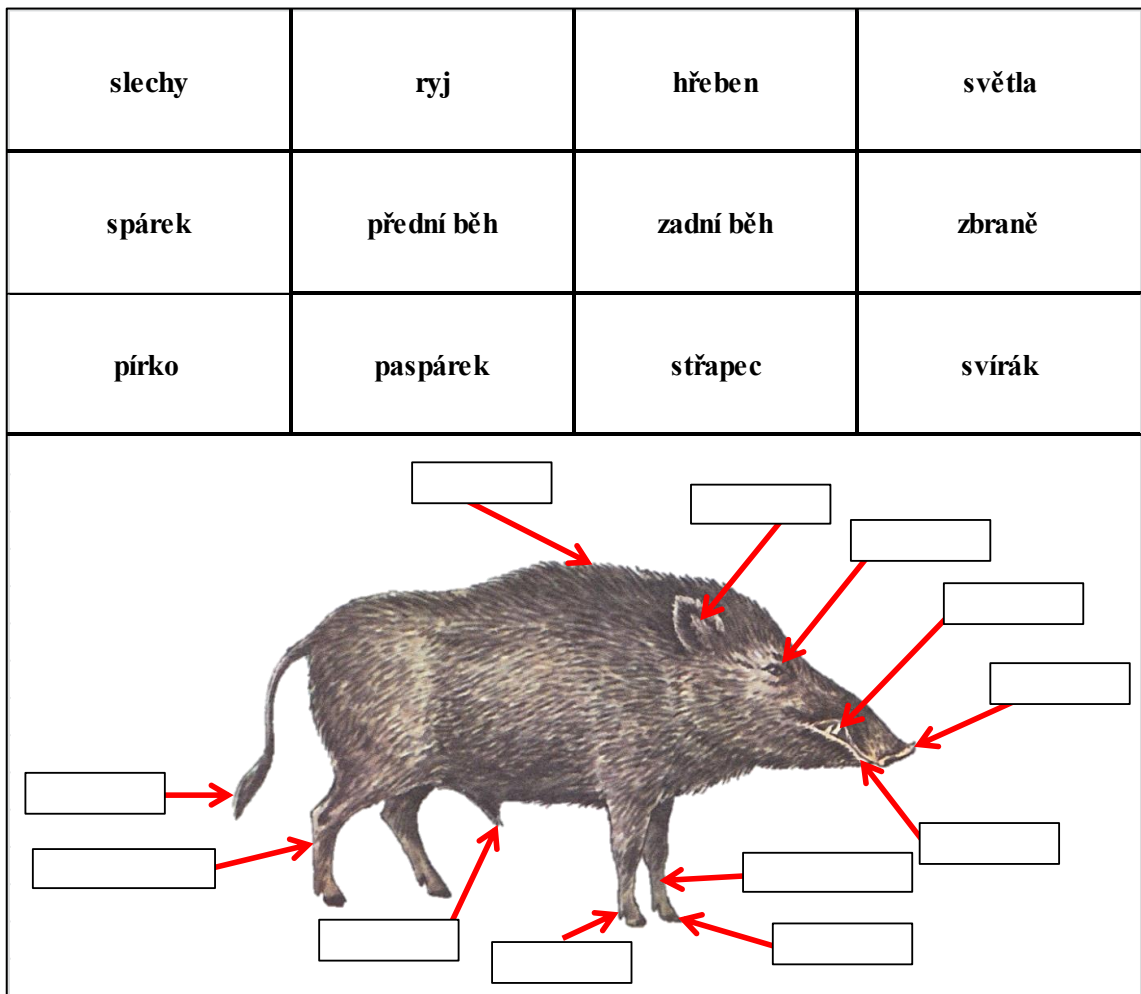 slechy ryj hřeben světla
spárek přední běh zadní běh zbraně
pírko paspárek střapec svírák